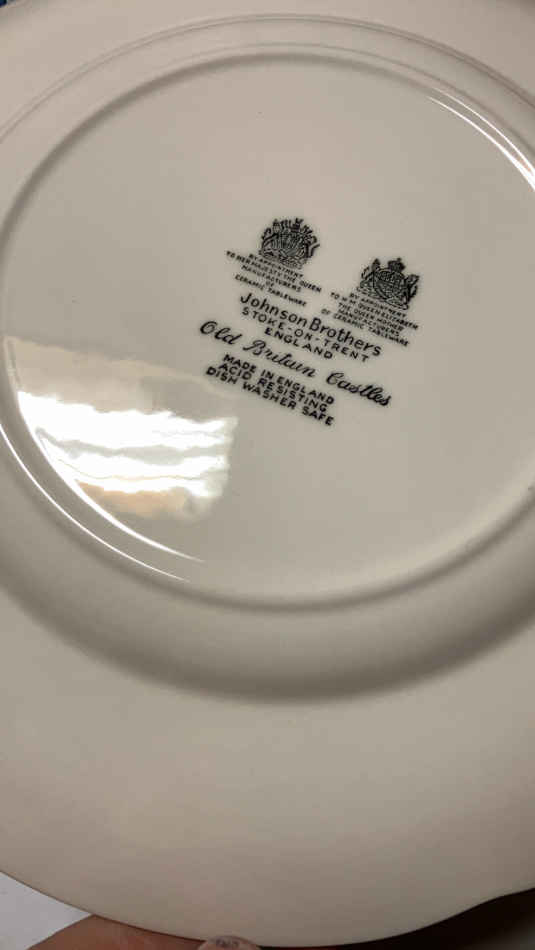 BY APPOINTMENT
TO HER MAJESTY THE QUEEN
MANUFACTURERS
OF
CERAMIC TABLEWARE
BY APPOINTMENT
TO H M QUEEN ELIZABETH
THE QUEEN MOTHER
MANUFACTURERS
OF CERAMIC TABLEWARE
Johnson Brothers
STOKE-ON-TRENT
ENGLAND
Old Britain Castles
MADE IN ENGLAND
ACID RESISTING
DISH WASHER SAFE